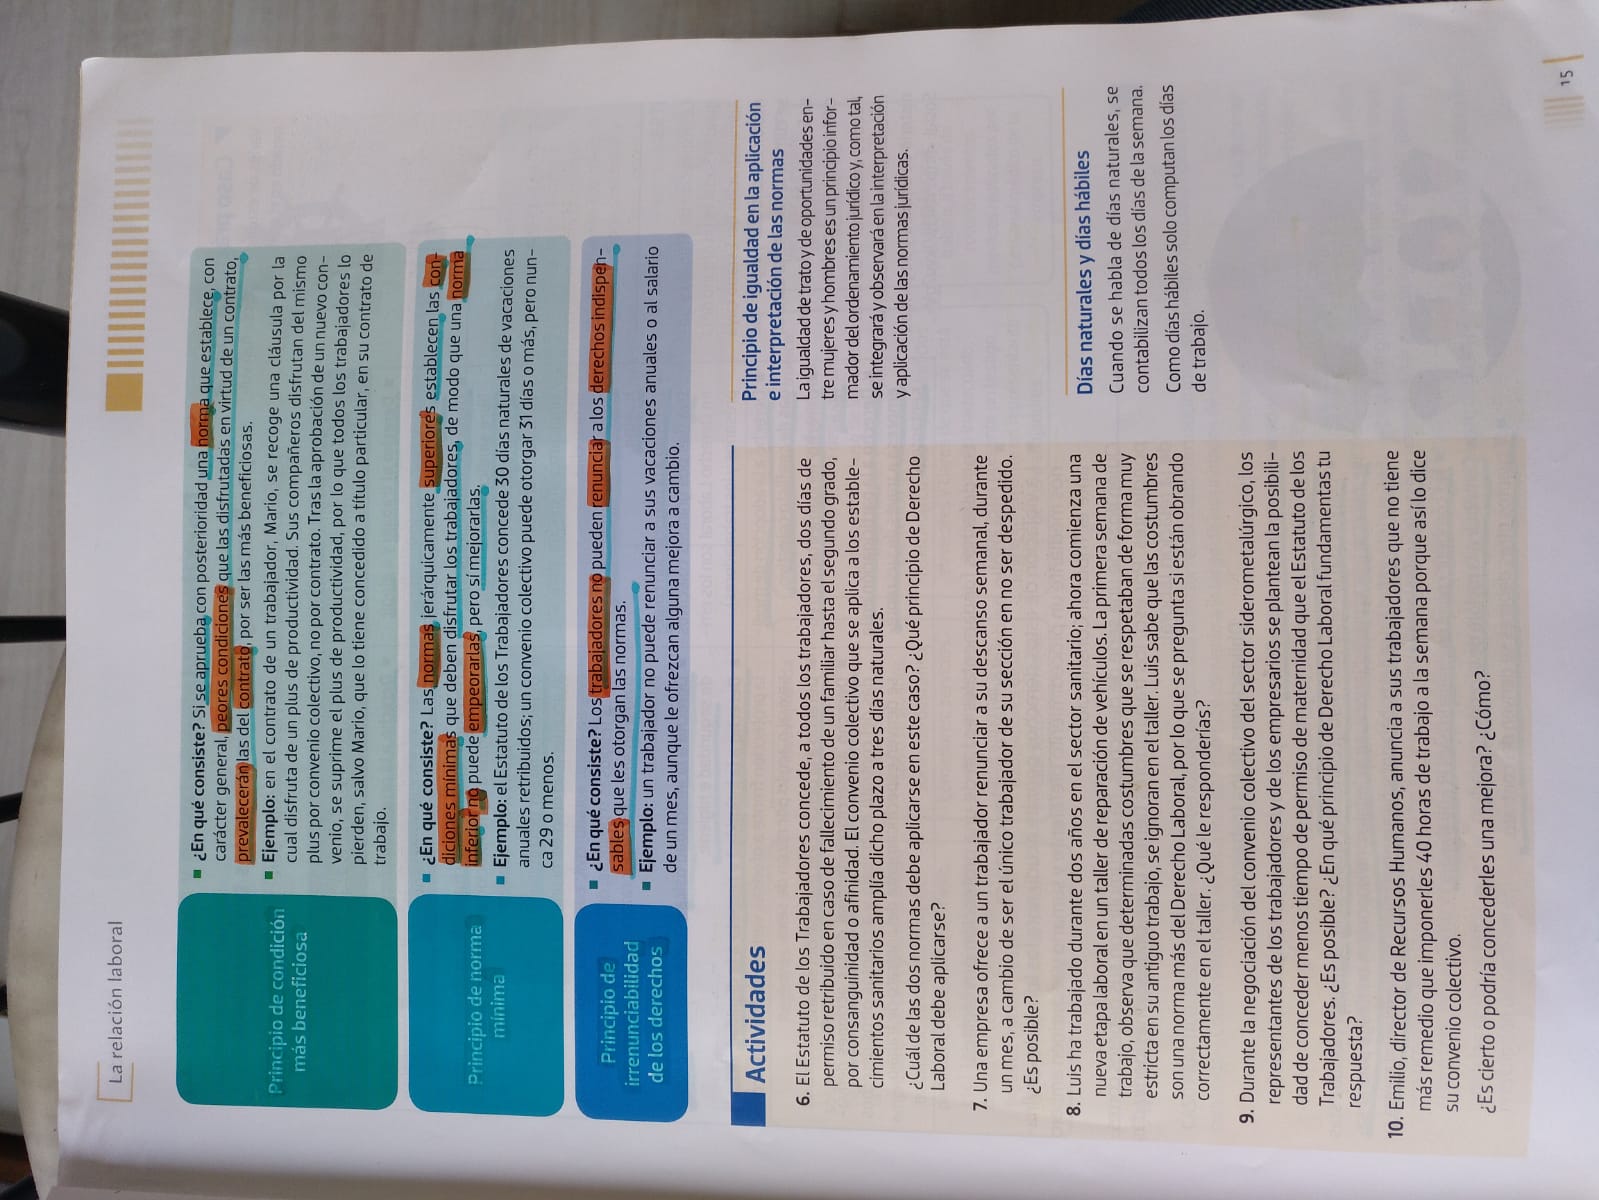 La relación laboral
Principio de condición
más beneficiosa
¿En qué consiste? Si se aprueba con posterioridad una norma que establece, con
carácter general, peores condiciones que las disfrutadas en virtud de un contrato,
prevalecerán las del contrato, por ser las más beneficiosas.
Ejemplo: en el contrato de un trabajador, Mario, se recoge una cláusula por la
cual disfruta de un plus de productividad. Sus compañeros disfrutan del mismo
plus por convenio colectivo, no por contrato. Tras la aprobación de un nuevo con-
venio, se suprime el plus de productividad, por lo que todos los trabajadores lo
pierden, salvo Mario, que lo tiene concedido a título particular, en su contrato de
trabajo.
Principio de norma
mínima
¿En qué consiste? Las normas jerárquicamente superiores establecen las con-
diciones mínimas que deben disfrutar los trabajadores, de modo que una norma
inferior no puede empeorarlas, pero sí mejorarlas.
Ejemplo: el Estatuto de los Trabajadores concede 30 días naturales de vacaciones
anuales retribuidos; un convenio colectivo puede otorgar 31 días o más, pero nun-
ca 29 o menos.
Principio de
irrenunciabilidad
de los derechos
¿En qué consiste? Los trabajadores no pueden renunciar a los derechos indispen-
sables que les otorgan las normas.
Ejemplo: un trabajador no puede renunciar a sus vacaciones anuales o al salario
de un mes, aunque le ofrezcan alguna mejora a cambio.
Actividades
6. El Estatuto de los Trabajadores concede, a todos los trabajadores, dos días de
permiso retribuido en caso de fallecimiento de un familiar hasta el segundo grado,
por consanguinidad o afinidad. El convenio colectivo que se aplica a los estable-
cimientos sanitarios amplía dicho plazo a tres días naturales.
¿Cuál de las dos normas debe aplicarse en este caso? ¿Qué principio de Derecho
Laboral debe aplicarse?
7. Una empresa ofrece a un trabajador renunciar a su descanso semanal, durante
un mes, a cambio de ser el único trabajador de su sección en no ser despedido.
¿Es posible?
8. Luis ha trabajado durante dos años en el sector sanitario; ahora comienza una
nueva etapa laboral en un taller de reparación de vehículos. La primera semana de
trabajo, observa que determinadas costumbres que se respetaban de forma muy
estricta en su antiguo trabajo, se ignoran en el taller. Luis sabe que las costumbres
son una norma más del Derecho Laboral, por lo que se pregunta si están obrando
correctamente en el taller. ¿Qué le responderías?
9. Durante la negociación del convenio colectivo del sector siderometalúrgico, los
representantes de los trabajadores y de los empresarios se plantean la posibili-
dad de conceder menos tiempo de permiso de maternidad que el Estatuto de los
Trabajadores. ¿Es posible? ¿En qué principio de Derecho Laboral fundamentas tu
respuesta?
10. Emilio, director de Recursos Humanos, anuncia a sus trabajadores que no tiene
más remedio que imponerles 40 horas de trabajo a la semana porque así lo dice
su convenio colectivo.
¿Es cierto o podría concederles una mejora? ¿Cómo?
Principio de igualdad en la aplicación
e interpretación de las normas
La igualdad de trato y de oportunidades en-
tre mujeres y hombres es un principio infor-
mador del ordenamiento jurídico y, como tal,
se integrará y observará en la interpretación
y aplicación de las normas jurídicas.
Días naturales y días hábiles
Cuando se habla de días naturales, se
contabilizan todos los días de la semana.
Como días hábiles solo computan los días
de trabajo.
15